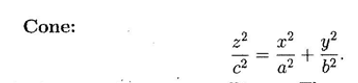 Cone:
z²/c² = x²/a² + y²/b².